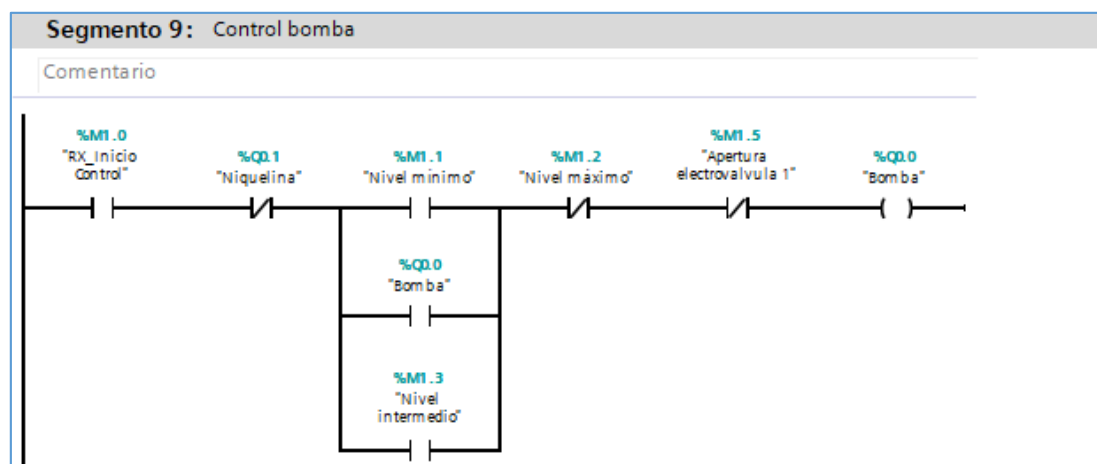 Segmento 9: Control bomba
Comentario
%M1.0
"RX_Inicio
Control"
%Q0.1
"Niquelina"
%M1.1
"Nivel mínimo"
%M1.2
"Nivel máximo"
%M1.5
"Apertura
electrovalvula 1"
%Q0.0
"Bomba"
%Q0.0
"Bomba"
%M1.3
"Nivel
intermedio"